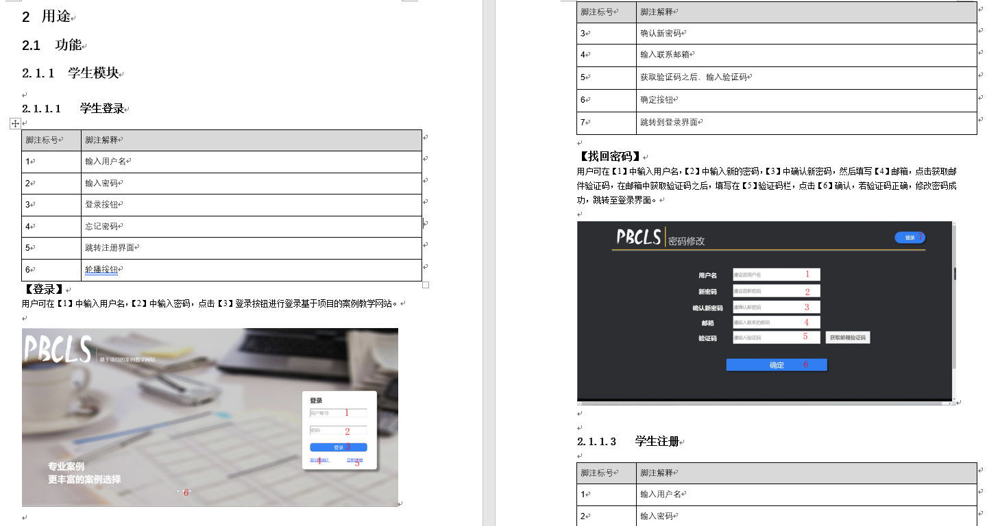 2 用途
2.1 功能
2.1.1 学生模块
2.1.1.1 学生登录
脚注标号 脚注解释
1 输入用户名
2 输入密码
3 登录按钮
4 忘记密码
5 跳转注册界面
6 轮播按钮
【登录】
用户可在【1】中输入用户名,【2】中输入密码,点击【3】登录按钮进行登录基于项目的案例教学网站。
PBCLS 基于项目的案例教学网站
登录
用户账号 1
密码 2
登录 3
忘记密码? 4 立即注册 5
专业案例
更丰富的案例选择
6
脚注标号 脚注解释
3 确认新密码
4 输入联系邮箱
5 获取验证码之后,输入验证码
6 确定按钮
7 跳转到登录界面
【找回密码】
用户可在【1】中输入用户名,【2】中输入新的密码,【3】中确认新密码,然后填写【4】邮箱,点击获取邮
件验证码,在邮箱中获取验证码之后,填写在【5】验证码栏,点击【6】确认,若验证码正确,修改密码成
功,跳转至登录界面。
PBCLS 密码修改 登录 7
用户名 请设置用户名 1
新密码 请设置新密码 2
确认新密码 请确认新密码 3
邮箱 请输入联系的邮箱 4
验证码 请输入验证码 5 获取邮箱验证码
确定 6
2.1.1.3 学生注册
脚注标号 脚注解释
1 输入用户名
2 输入密码